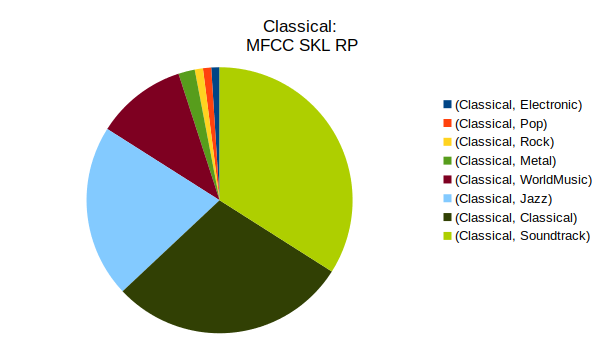 Classical:
MFCC SKL RP
(Classical, Electronic)
(Classical, Pop)
(Classical, Rock)
(Classical, Metal)
(Classical, WorldMusic)
(Classical, Jazz)
(Classical, Classical)
(Classical, Soundtrack)